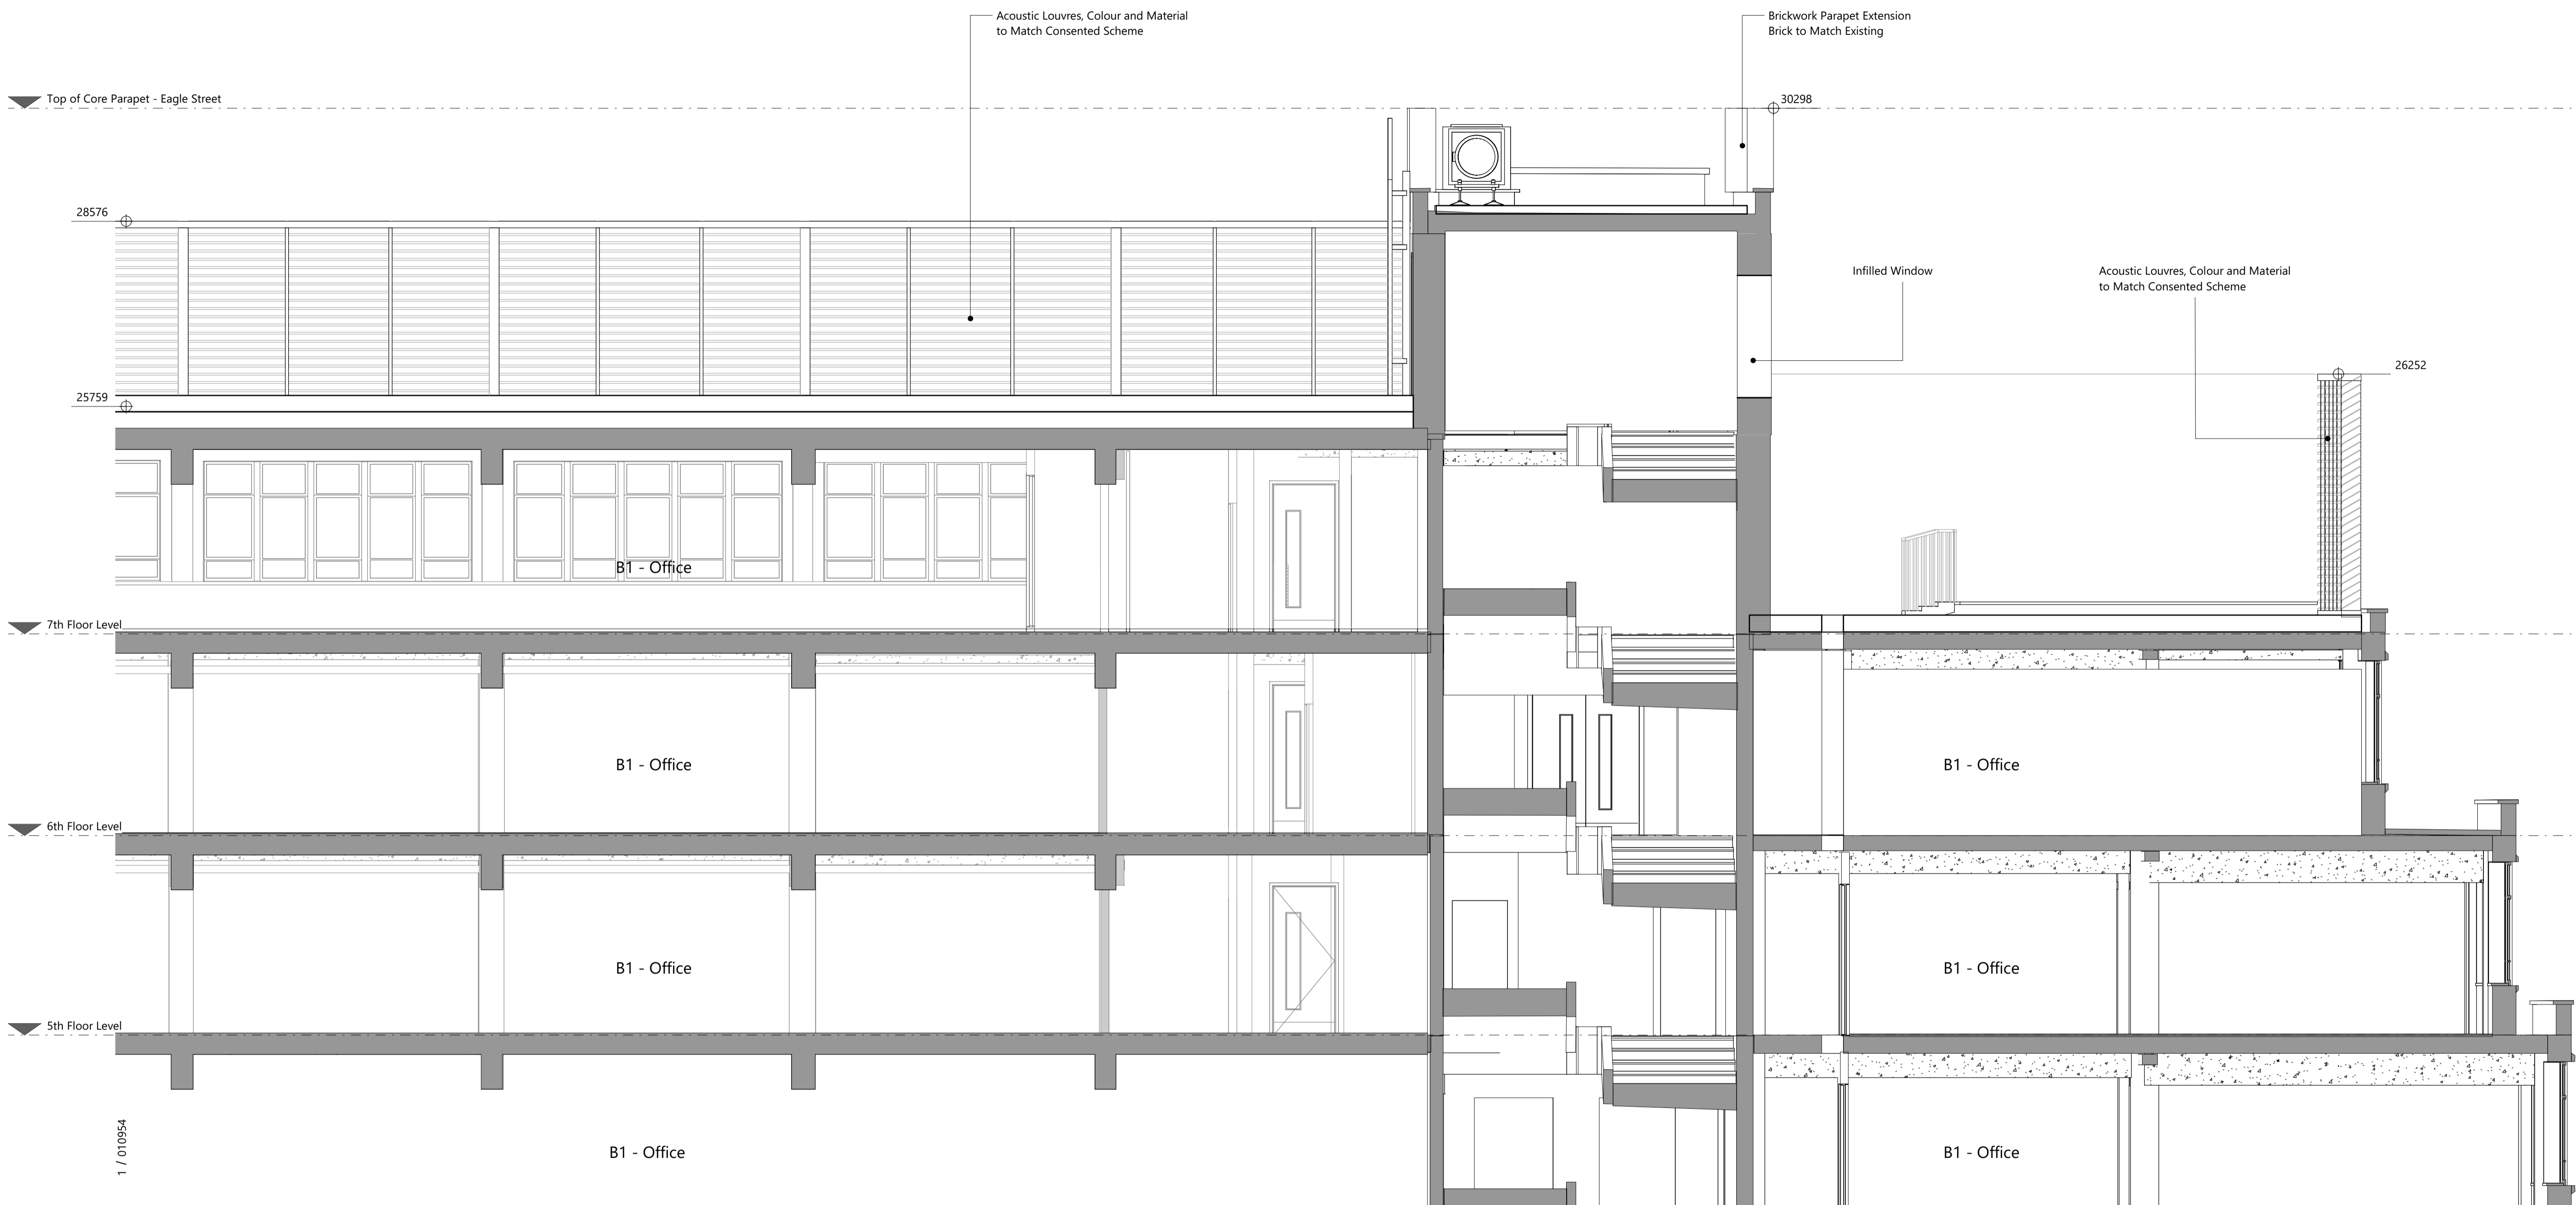 Acoustic Louvres, Colour and Material
to Match Consented Scheme
Brickwork Parapet Extension
Brick to Match Existing
Top of Core Parapet - Eagle Street
30298
28576
Infilled Window
Acoustic Louvres, Colour and Material
to Match Consented Scheme
26252
25759
B1 - Office
7th Floor Level
B1 - Office
B1 - Office
6th Floor Level
B1 - Office
B1 - Office
5th Floor Level
1 / 010954
B1 - Office
B1 - Office